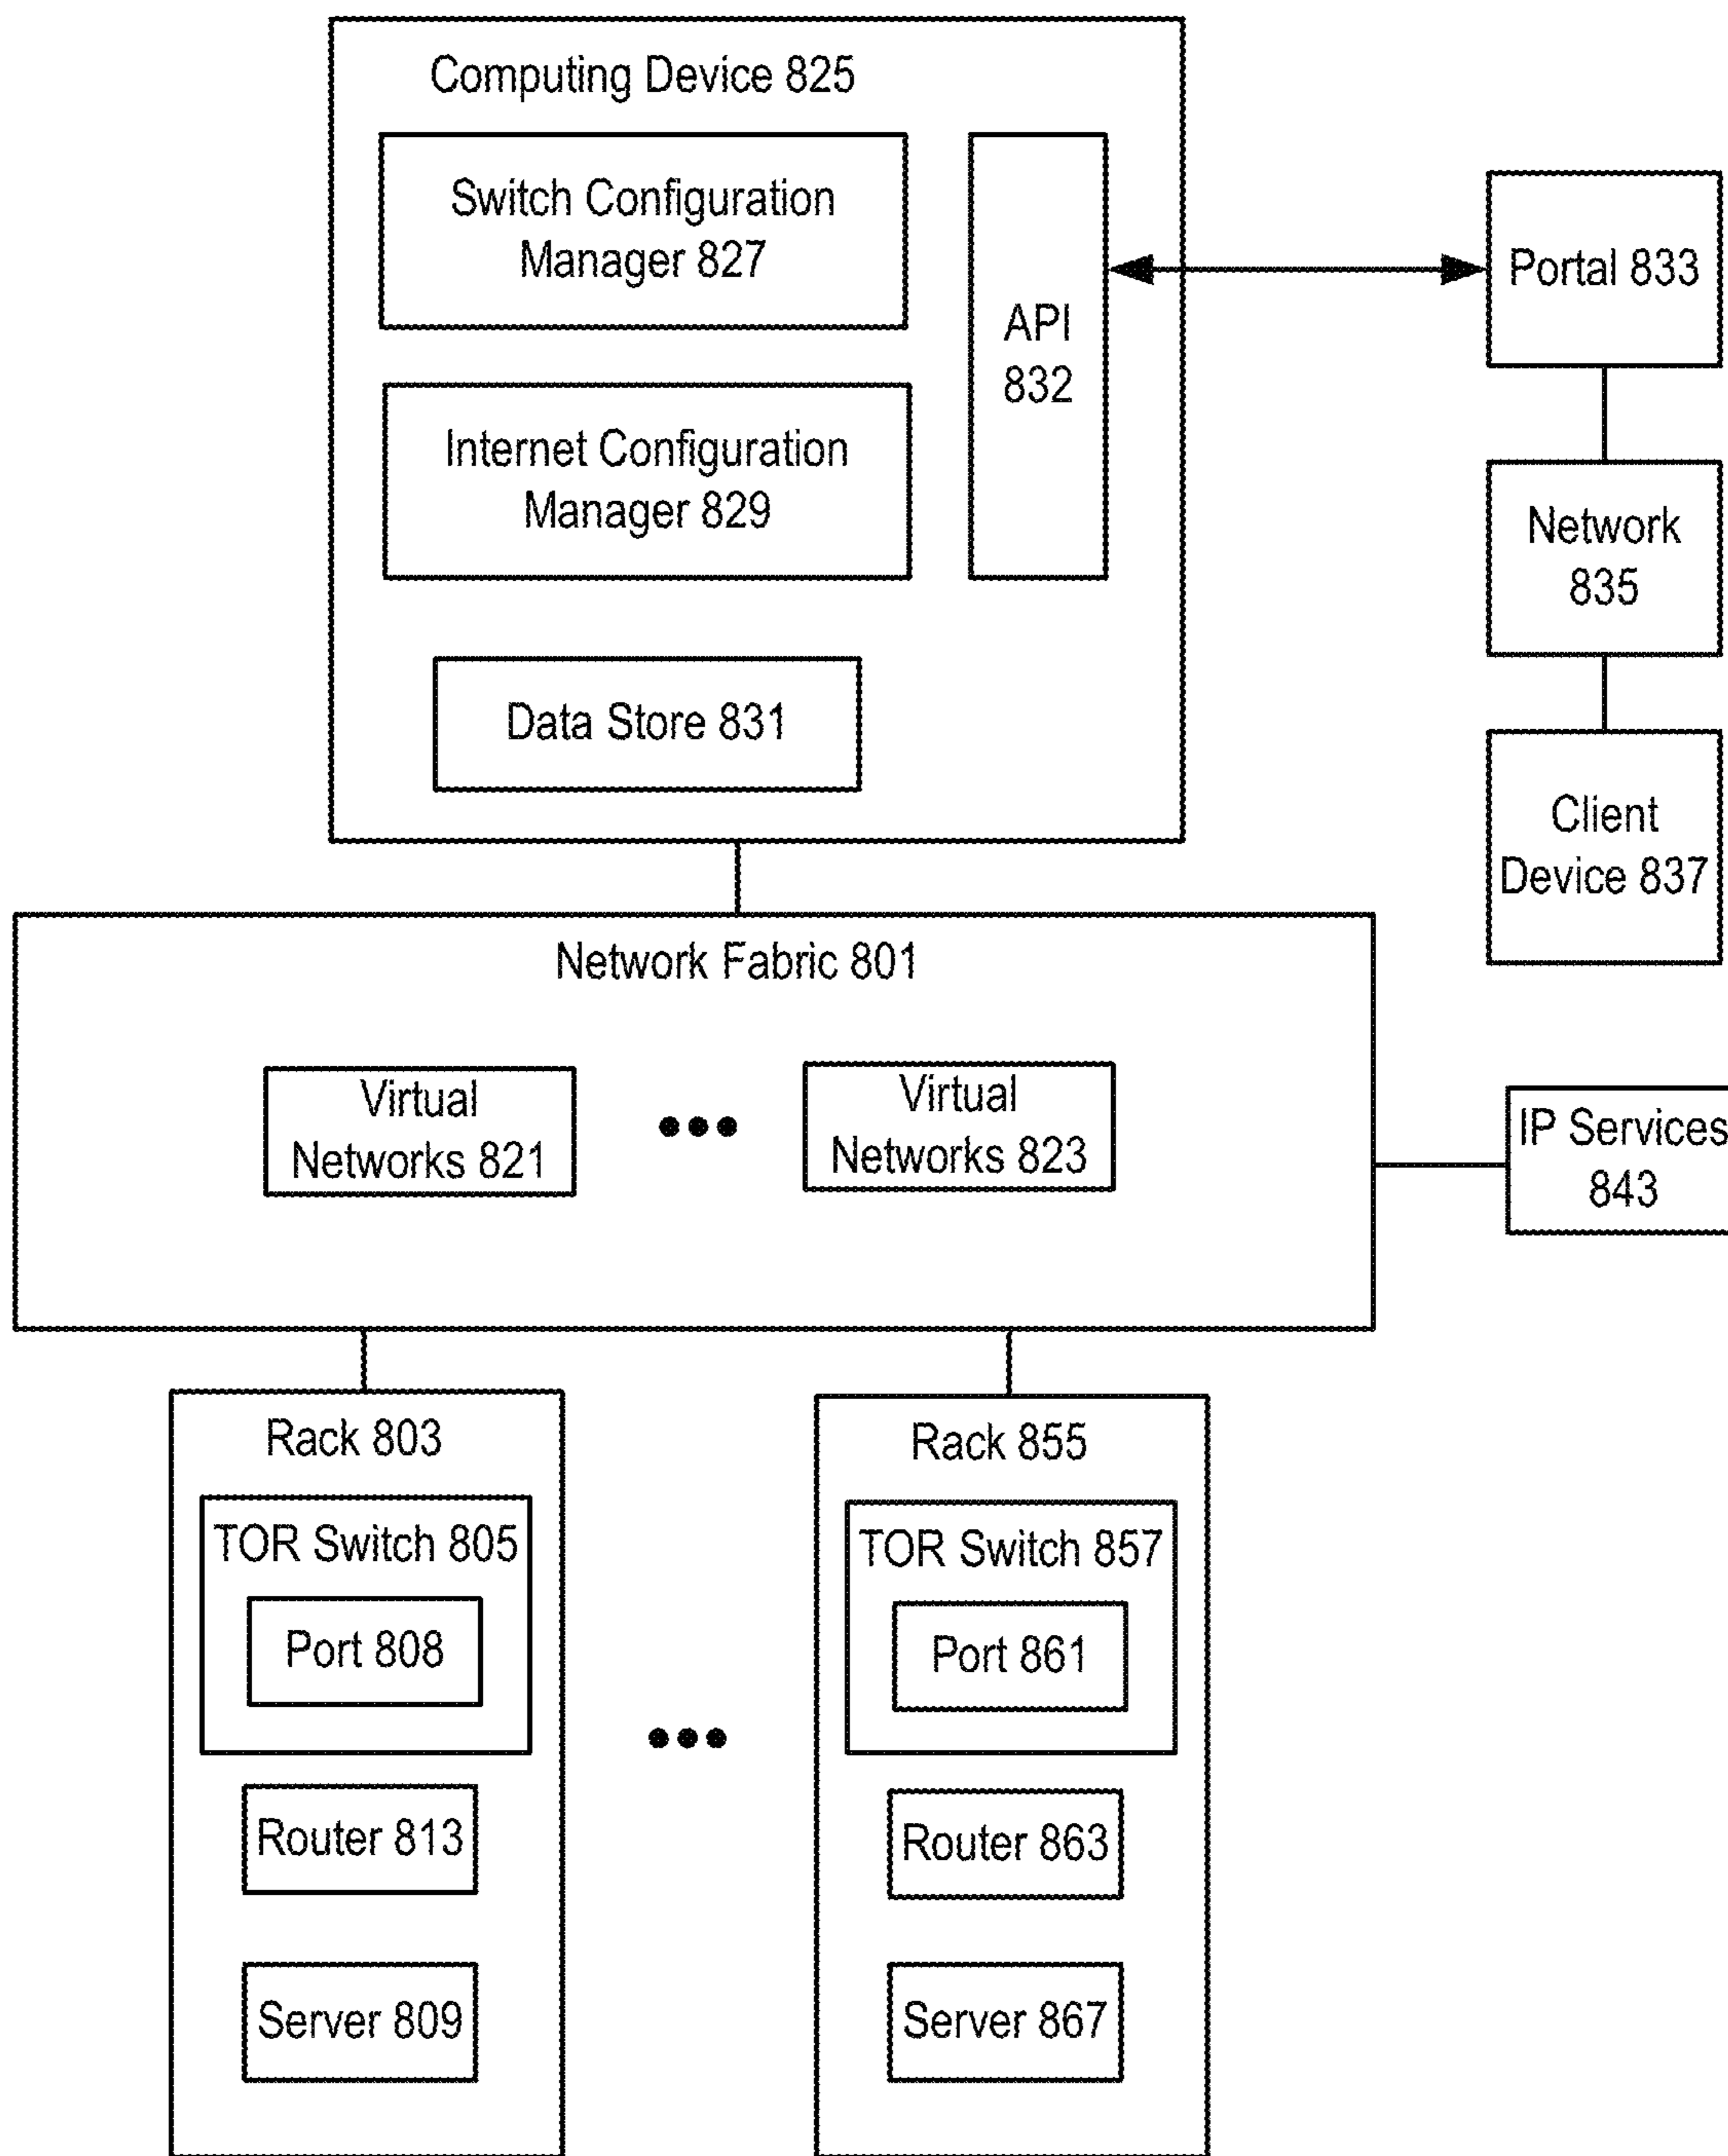 Computing Device 825
Switch Configuration
Manager 827
API
832
Portal 833
Internet Configuration
Manager 829
Network
835
Data Store 831
Client
Device 837
Network Fabric 801
Virtual
Networks 821
Virtual
Networks 823
IP Services
843
Rack 803
TOR Switch 805
Port 808
Router 813
Server 809
Rack 855
TOR Switch 857
Port 861
Router 863
Server 867